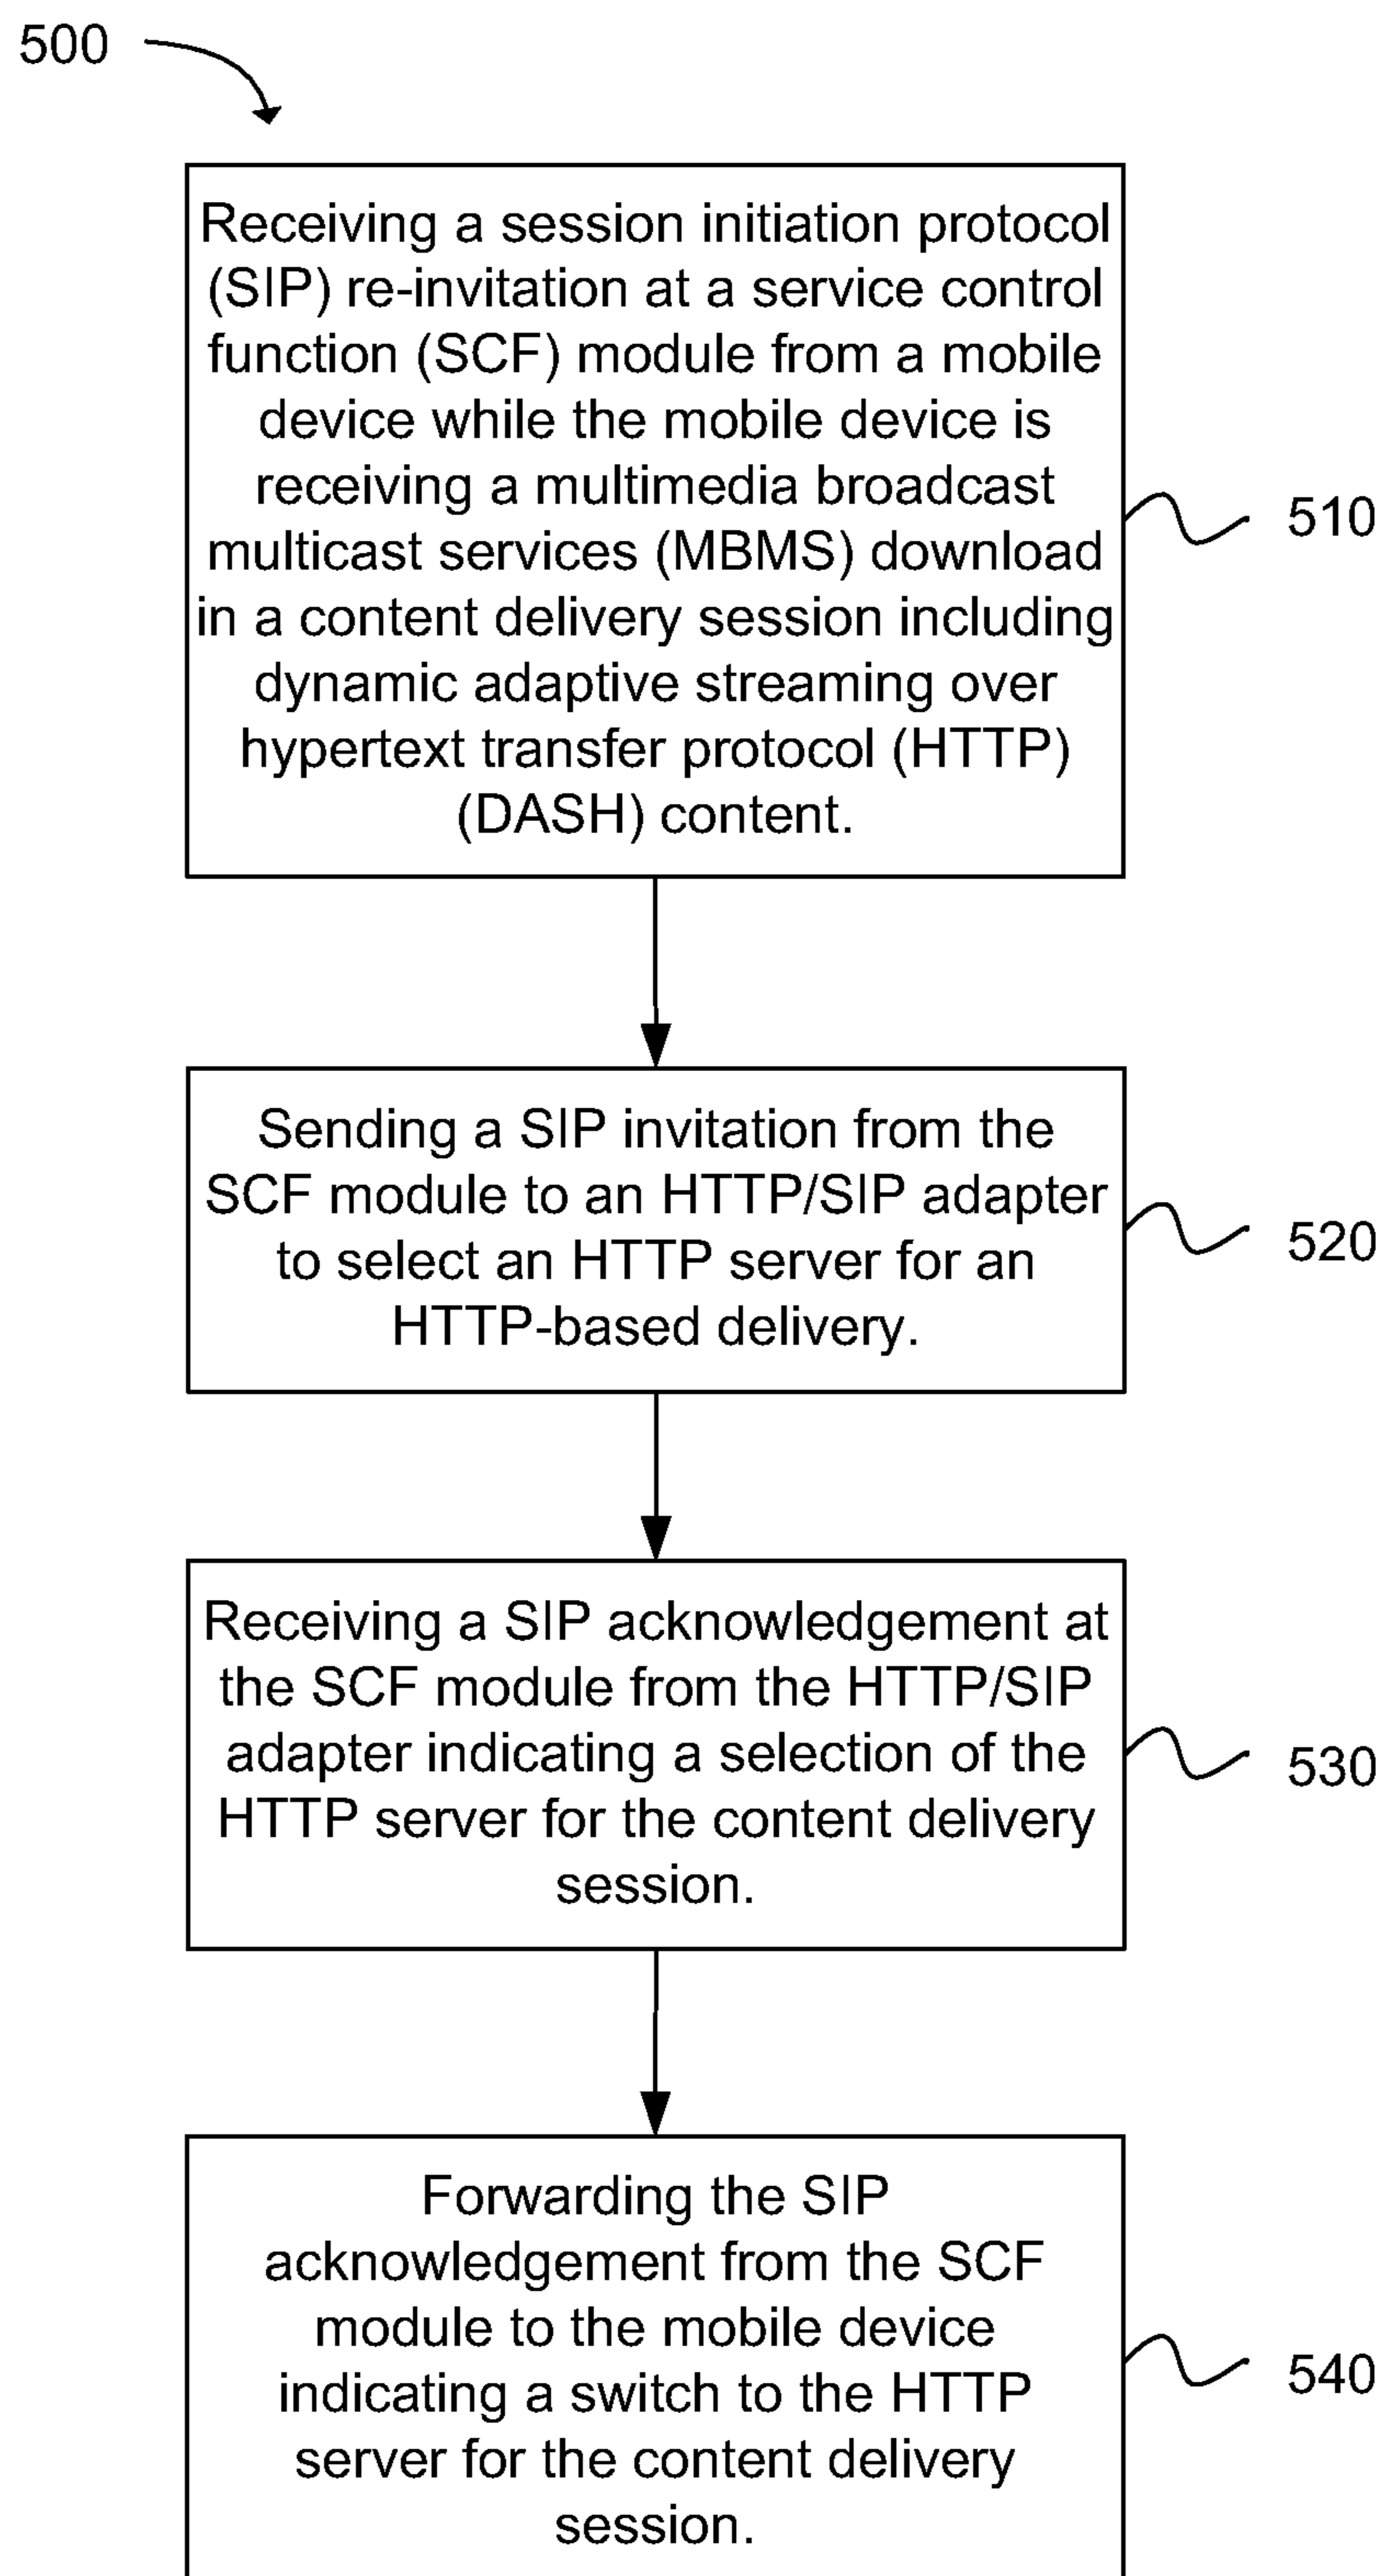 500
Receiving a session initiation protocol
(SIP) re-invitation at a service control
function (SCF) module from a mobile
device while the mobile device is
receiving a multimedia broadcast
multicast services (MBMS) download
in a content delivery session including
dynamic adaptive streaming over
hypertext transfer protocol (HTTP)
(DASH) content.
510
Sending a SIP invitation from the
SCF module to an HTTP/SIP adapter
to select an HTTP server for an
HTTP-based delivery.
520
Receiving a SIP acknowledgement at
the SCF module from the HTTP/SIP
adapter indicating a selection of the
HTTP server for the content delivery
session.
530
Forwarding the SIP
acknowledgement from the SCF
module to the mobile device
indicating a switch to the HTTP
server for the content delivery
session.
540